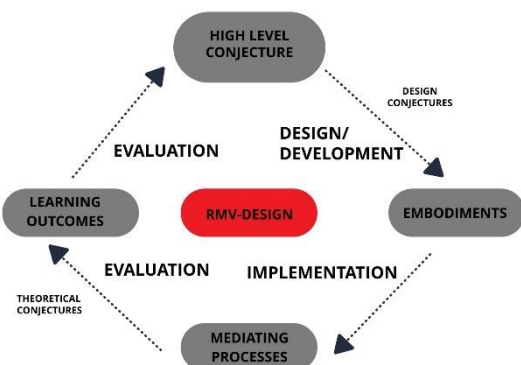 HIGH LEVEL
CONJECTURE
DESIGN
CONJECTURES
DESIGN/
DEVELOPMENT
EVALUATION
LEARNING
OUTCOMES
RMV-DESIGN
EMBODIMENTS
EVALUATION
IMPLEMENTATION
THEORETICAL
CONJECTURES
MEDIATING
PROCESSES